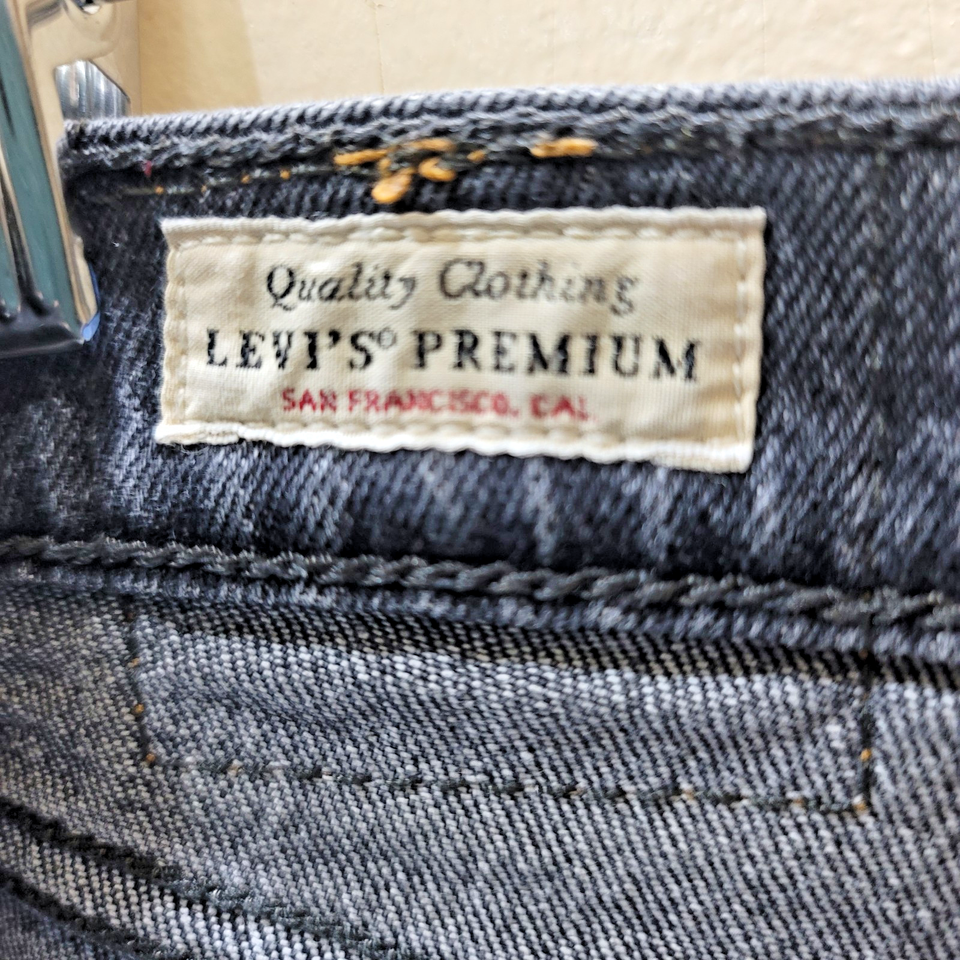 Quality Clothing
LEVI'S® PREMIUM
SAN FRANCISCO. CAL